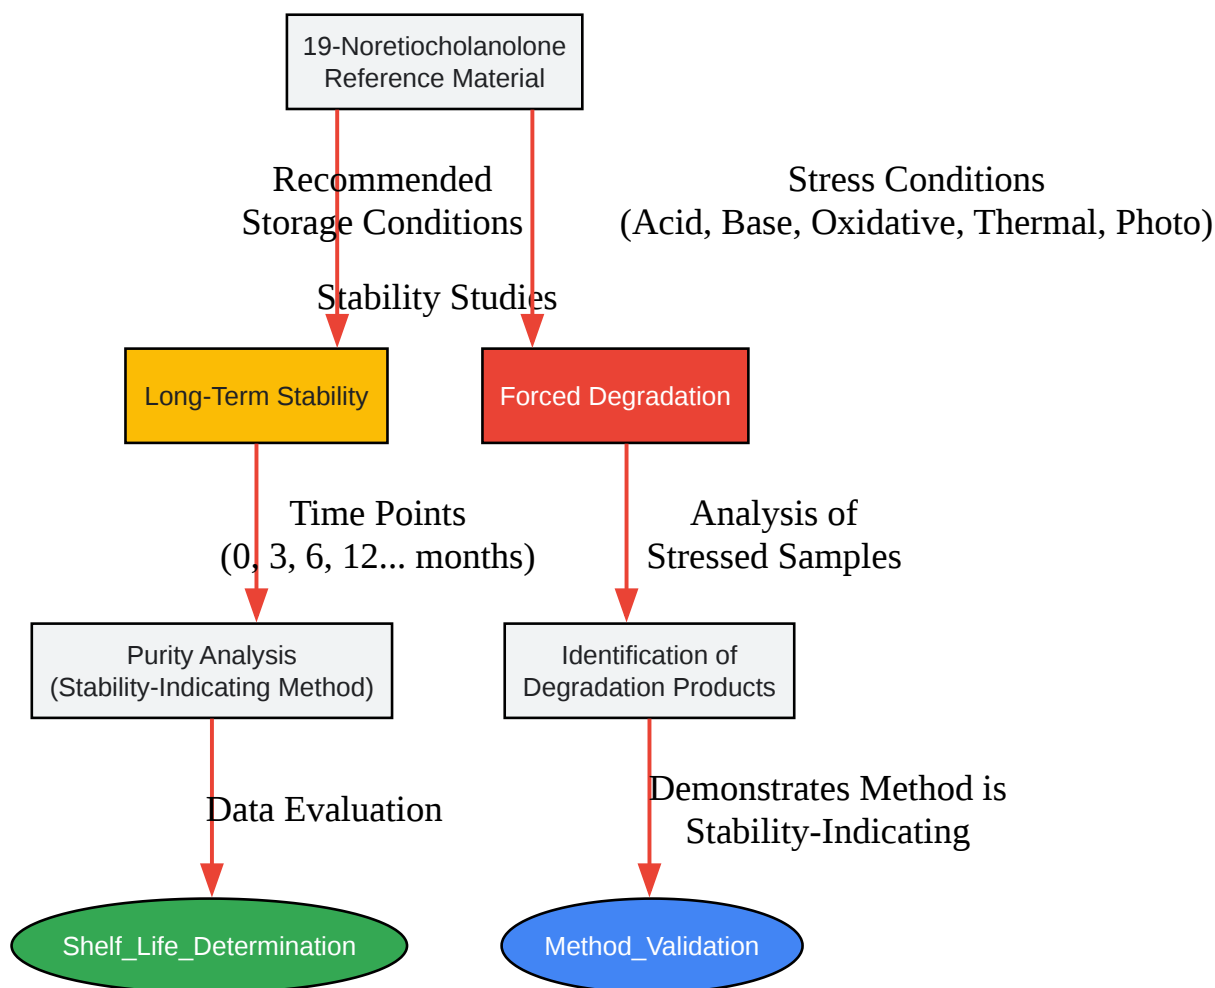 19-Noretiocholanolone
Reference Material
Recommended
Storage Conditions
Stress Conditions
(Acid, Base, Oxidative, Thermal, Photo)
Stability Studies
Long-Term Stability
Forced Degradation
Time Points
(0, 3, 6, 12... months)
Analysis of
Stressed Samples
Purity Analysis
(Stability-Indicating Method)
Identification of
Degradation Products
Data Evaluation
Demonstrates Method is
Stability-Indicating
Shelf_Life_Determination
Method_Validation